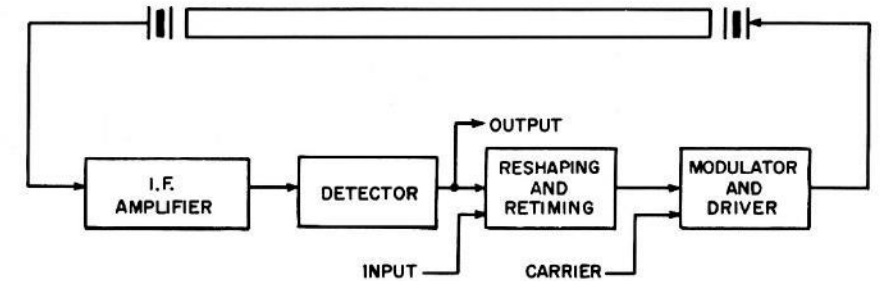 OUTPUT
I.F.
AMPLIFIER
DETECTOR
RESHAPING
AND
RETIMING
MODULATOR
AND
DRIVER
INPUT
CARRIER